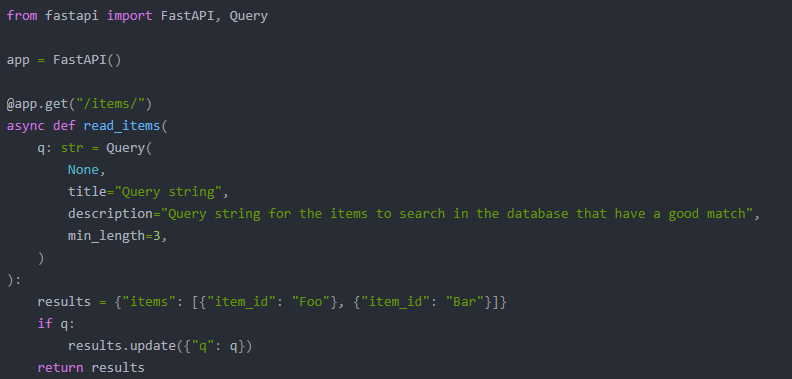 from fastapi import FastAPI, Query
app = FastAPI()
@app.get("/items/")
async def read_items(
    q: str = Query(
        None,
        title="Query string",
        description="Query string for the items to search in the database that have a good match",
        min_length=3,
    )
):
    results = {"items": [{"item_id": "Foo"}, {"item_id": "Bar"}]}
    if q:
        results.update({"q": q})
    return results